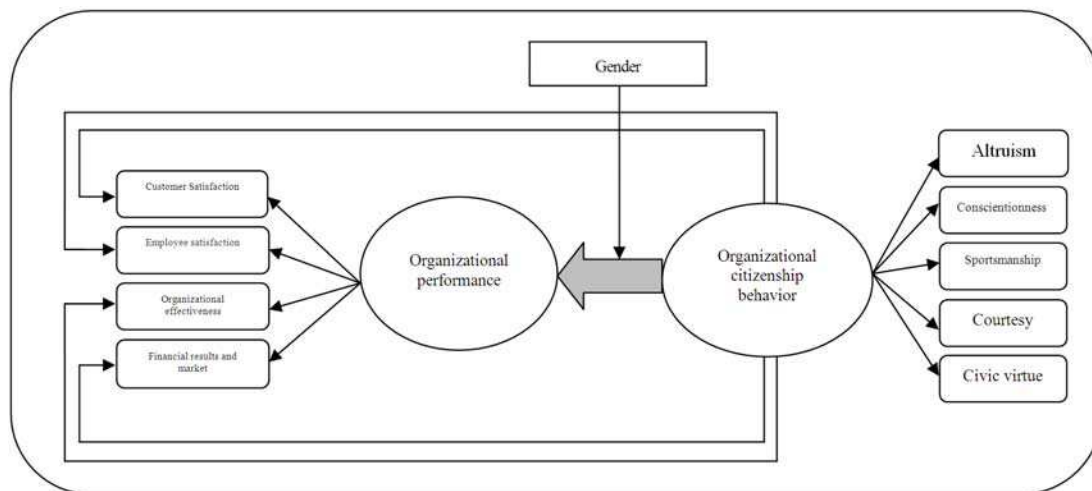 Gender
Customer Satisfaction
Employee satisfaction
Organizational
effectiveness
Financial results and
market
Organizational
performance
Organizational
citizenship
behavior
Altruism
Conscientionness
Sportsmanship
Courtesy
Civic virtue